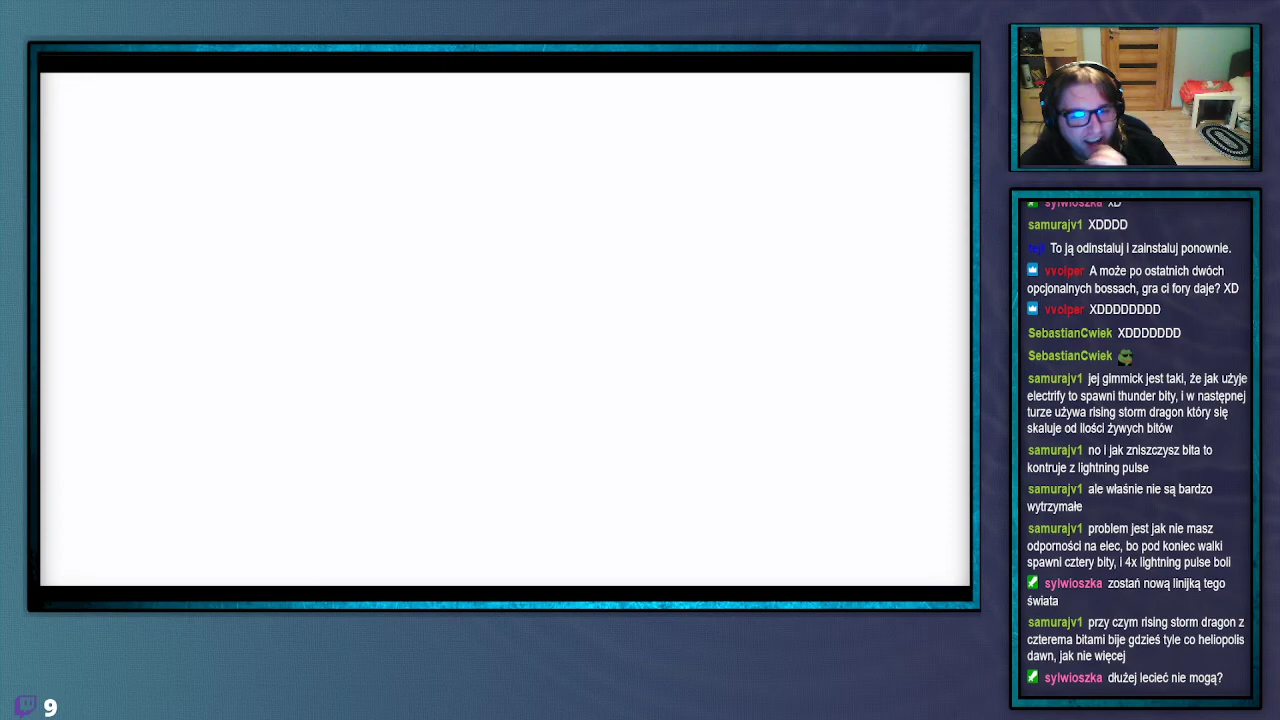 sylwioszka XD
samurajv1 XDDDD
To ją odinstaluj i zainstaluj ponownie.
vvolper A może po ostatnich dwóch
opcjonalnych bossach, gra ci fory daje? XD
vvolper XDDDDDDDD
SebastianCwiek XDDDDDDD
SebastianCwiek
samurajv1 jej gimmick jest taki, że jak użyje
electrify to spawni thunder bity, i w następnej
turze używa rising storm dragon który się
skaluje od ilości żywych bitów
samurajv1 no i jak zniszczysz bita to
kontruje z lightning pulse
samurajv1 ale właśnie nie są bardzo
wytrzymałe
samurajv1 problem jest jak nie masz
odporności na elec, bo pod koniec walki
spawni cztery bity, i 4x lightning pulse boli
sylwioszka zostań nową linijką tego
świata
samurajv1 przy czym rising storm dragon z
czterema bitami bije gdzieś tyle co heliopolis
dawn, jak nie więcej
sylwioszka dłużej lecieć nie mogą?
9